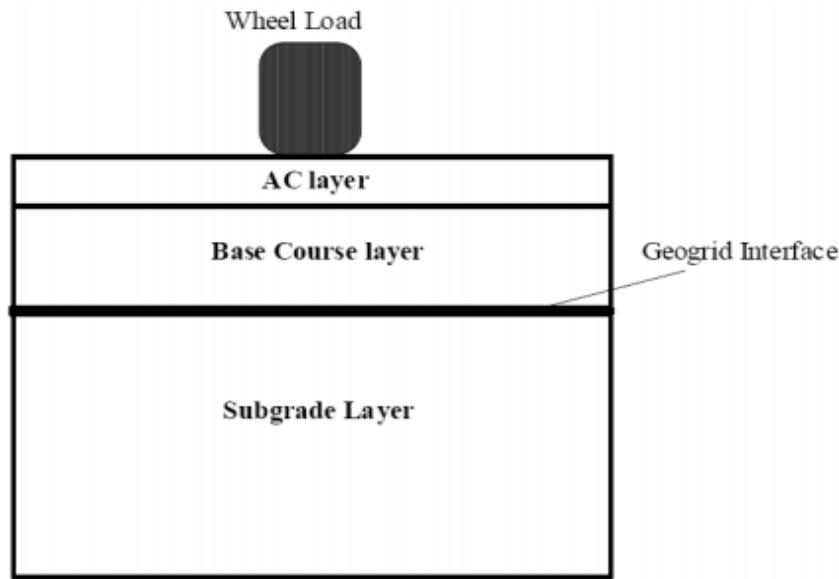 Wheel Load
AC layer
Base Course layer
Geogrid Interface
Subgrade Layer